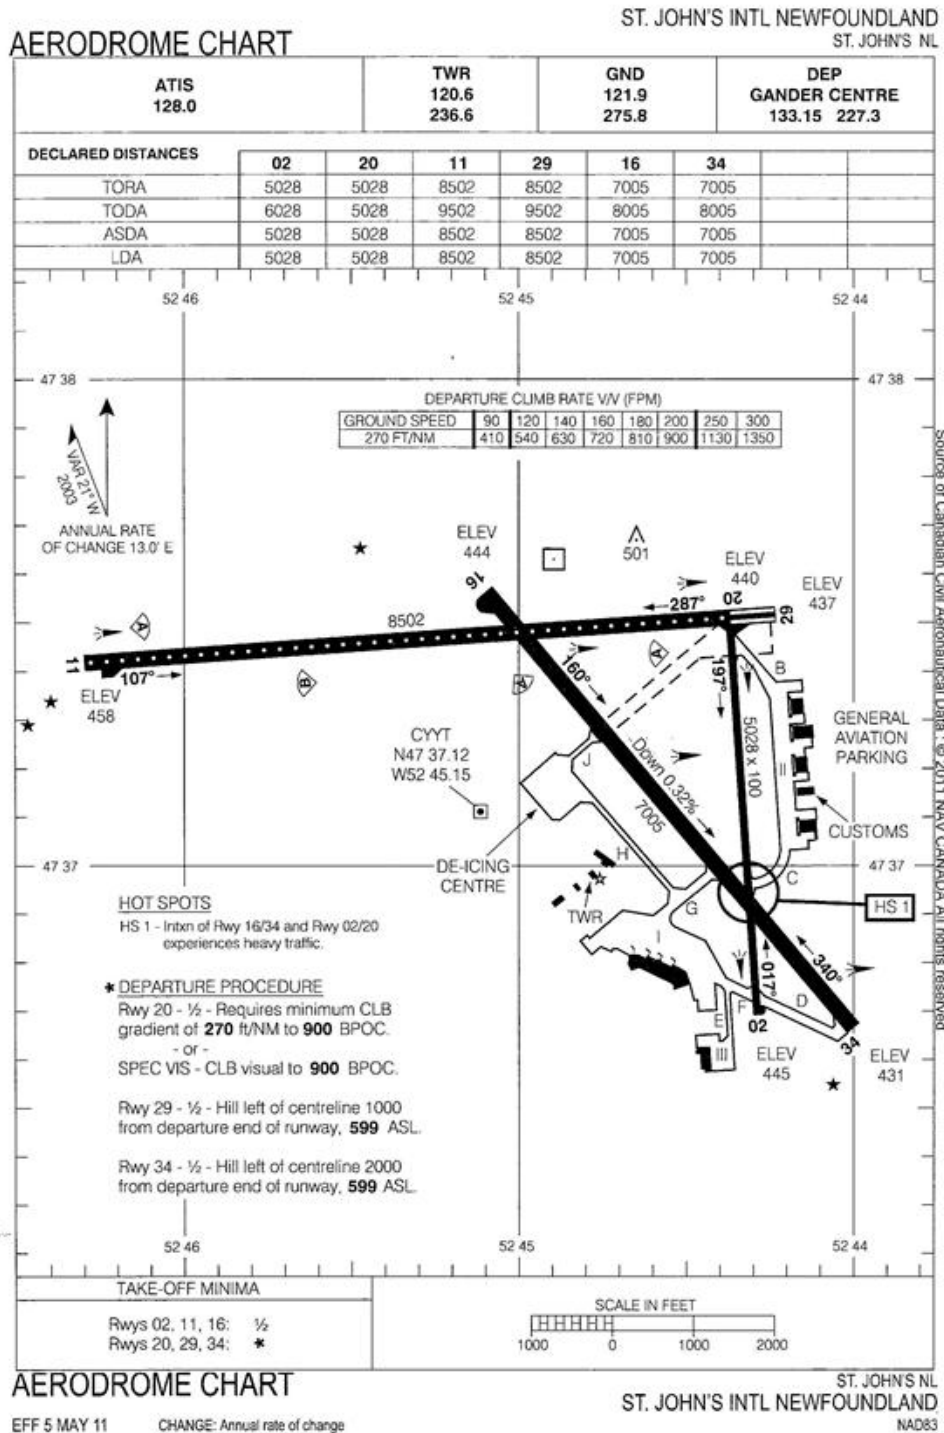 ST. JOHN'S INTL NEWFOUNDLAND
AERODROME CHART
ST. JOHN'S NL
ATIS
128.0
TWR
120.6
236.6
GND
121.9
275.8
DEP
GANDER CENTRE
133.15 227.3
DECLARED DISTANCES 02 20 11 29 16 34
TORA 5028 5028 8502 8502 7005 7005
TODA 6028 5028 9502 9502 8005 8005
ASDA 5028 5028 8502 8502 7005 7005
LDA 5028 5028 8502 8502 7005 7005
52 46 52 45 52 44
47 38 47 38
DEPARTURE CLIMB RATE V/V (FPM)
GROUND SPEED 90 120 140 160 180 200 250 300
270 FT/NM 410 540 630 720 810 900 1130 1350
VAR 21° W
2003
ANNUAL RATE
OF CHANGE 13.0' E
ELEV
444
16
501
ELEV
440
20
ELEV
437
29
287°
8502
A
11
107°
ELEV
458
B
A
160°
A
197°
B
CYYT
N47 37.12
W52 45.15
J
Down 0.32%
7005
5028 x 100
II
GENERAL
AVIATION
PARKING
CUSTOMS
DE-ICING
CENTRE
47 37 47 37
H
C
TWR
G
HS 1
I
017°
340°
E
F
D
02
34
III
ELEV
445
ELEV
431
HOT SPOTS
HS 1 - Intxn of Rwy 16/34 and Rwy 02/20
experiences heavy traffic.
* DEPARTURE PROCEDURE
Rwy 20 - ½ - Requires minimum CLB
gradient of 270 ft/NM to 900 BPOC.
- or -
SPEC VIS - CLB visual to 900 BPOC.
Rwy 29 - ½ - Hill left of centreline 1000
from departure end of runway, 599 ASL.
Rwy 34 - ½ - Hill left of centreline 2000
from departure end of runway, 599 ASL.
Source of Canadian Civil Aeronautical Data : © 2011 NAV CANADA All rights reserved
52 46 52 45 52 44
TAKE-OFF MINIMA
Rwys 02, 11, 16: ½
Rwys 20, 29, 34: *
SCALE IN FEET
1000 0 1000 2000
AERODROME CHART
ST. JOHN'S NL
ST. JOHN'S INTL NEWFOUNDLAND
EFF 5 MAY 11 CHANGE: Annual rate of change
NAD83